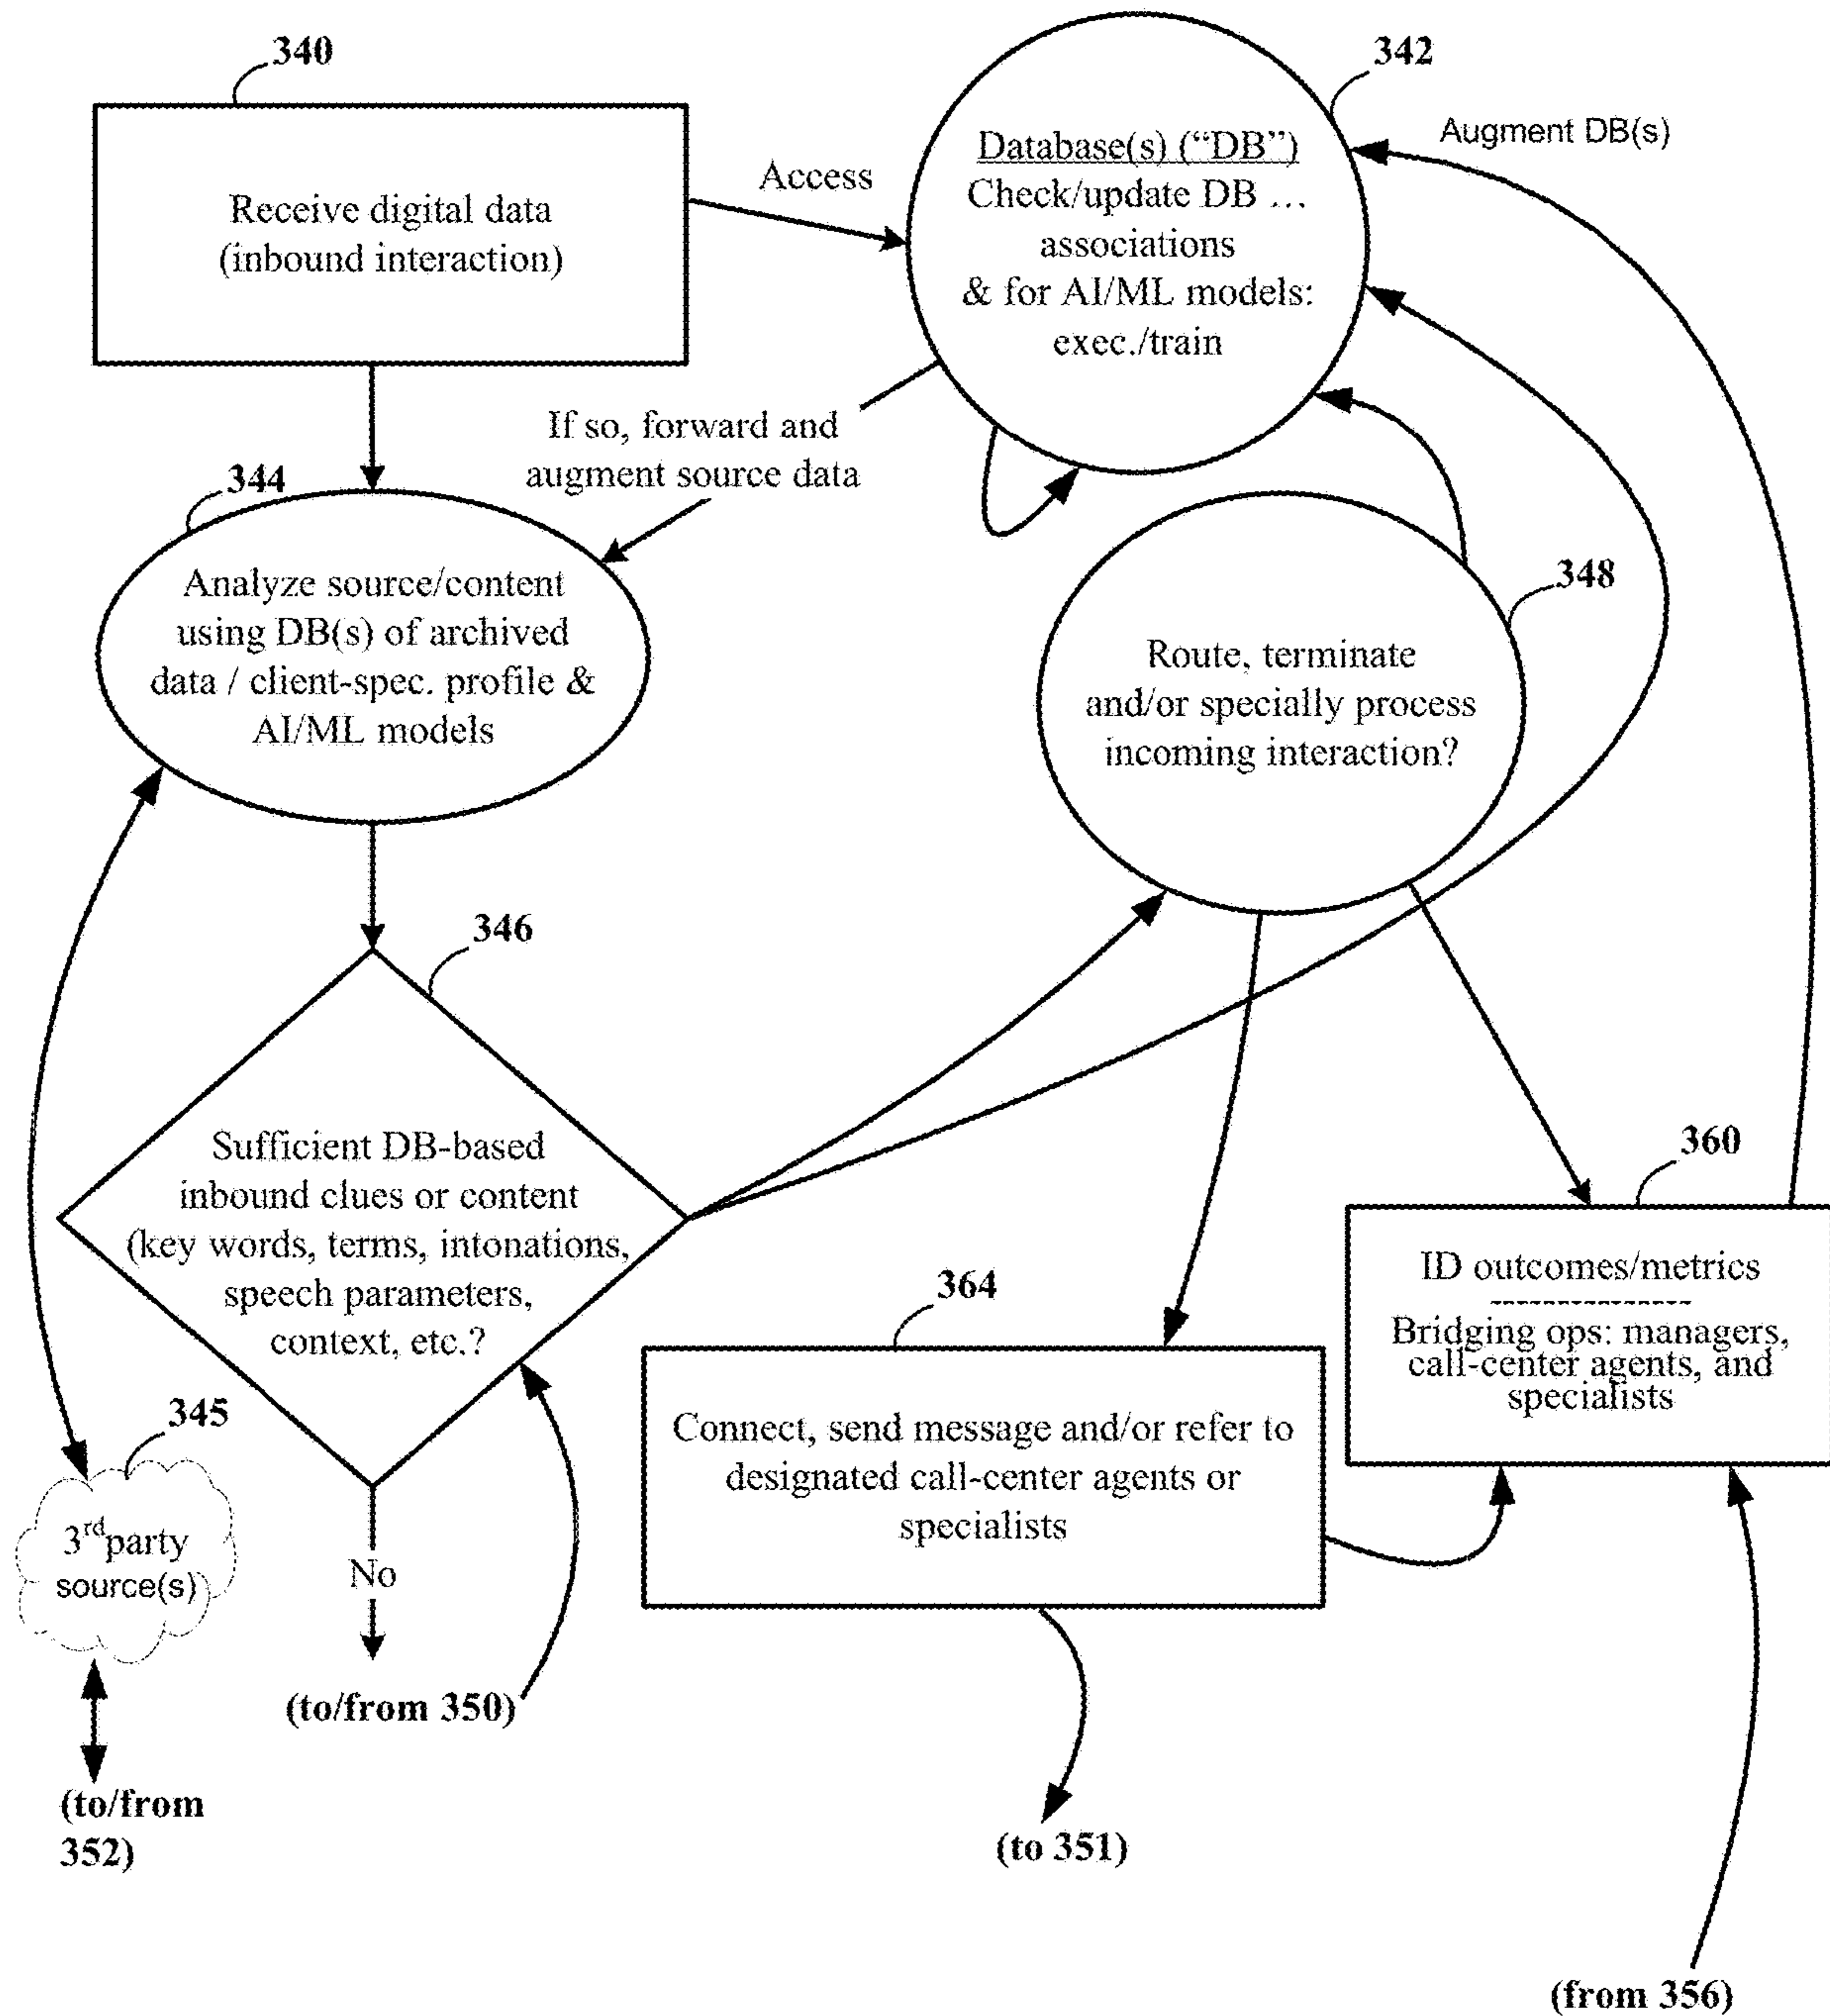 340
Receive digital data
(inbound interaction)
Access
342
Database(s) (“DB”)
Check/update DB ...
associations
& for AI/ML models:
exec./train
Augment DB(s)
If so, forward and
augment source data
344
Analyze source/content
using DB(s) of archived
data / client-spec. profile &
AI/ML models
348
Route, terminate
and/or specially process
incoming interaction?
346
Sufficient DB-based
inbound clues or content
(key words, terms, intonations,
speech parameters,
context, etc.?
345
3rd party
source(s)
No
(to/from 350)
(to/from
352)
364
Connect, send message and/or refer to
designated call-center agents or
specialists
(to 351)
360
ID outcomes/metrics
---------------
Bridging ops: managers,
call-center agents, and
specialists
(from 356)